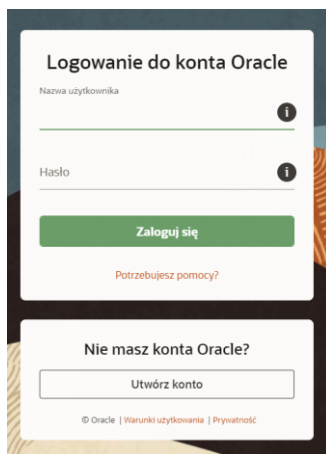 Logowanie do konta Oracle
Nazwa użytkownika
Hasło
Zaloguj się
Potrzebujesz pomocy?
Nie masz konta Oracle?
Utwórz konto
© Oracle | Warunki użytkowania | Prywatność